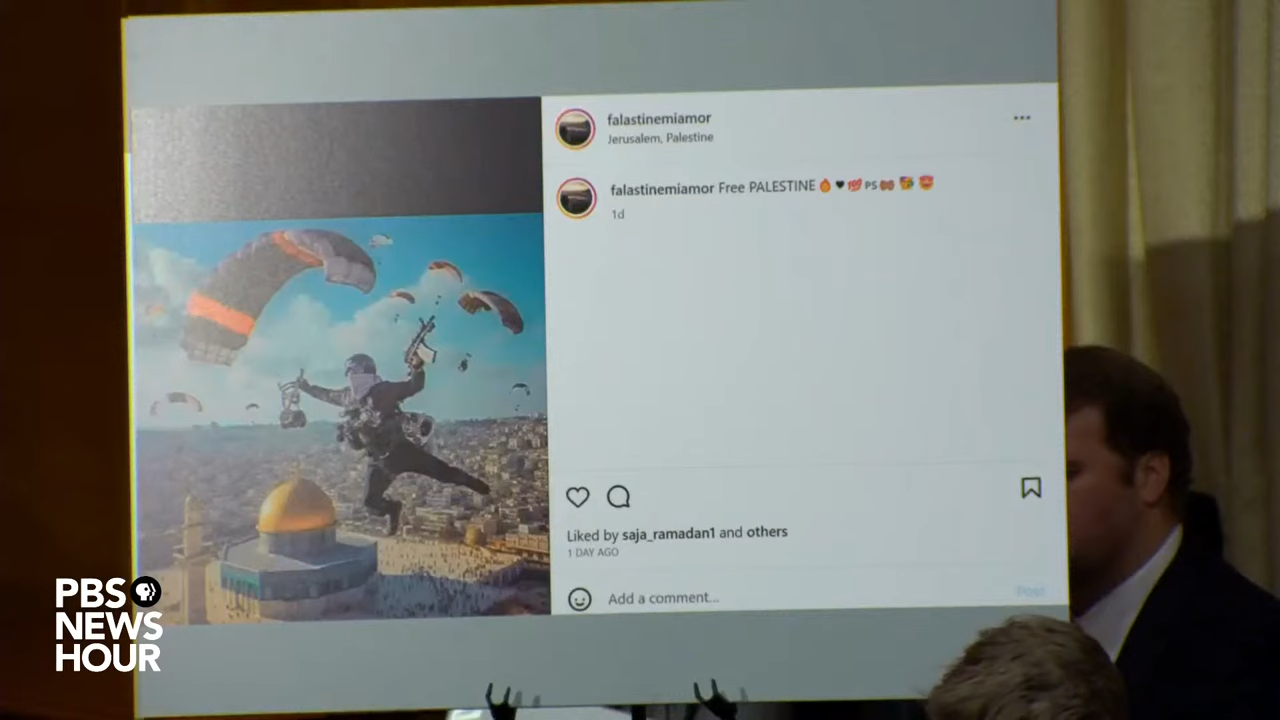 falastinemiamor
Jerusalem, Palestine
falastinemiamor Free PALESTINE 🔥🖤💯 PS
1d
Liked by saja_ramadan1 and others
1 DAY AGO
Add a comment...
Post
PBS
NEWS
HOUR